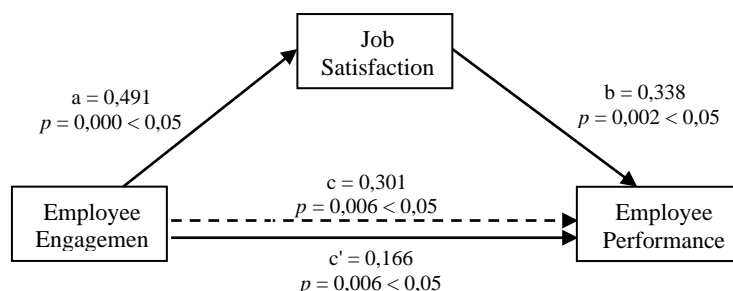 Job
Satisfaction
a = 0,491
p = 0,000 < 0,05
b = 0,338
p = 0,002 < 0,05
Employee
Engagemen
c = 0,301
p = 0,006 < 0,05
Employee
Performance
c' = 0,166
p = 0,006 < 0,05